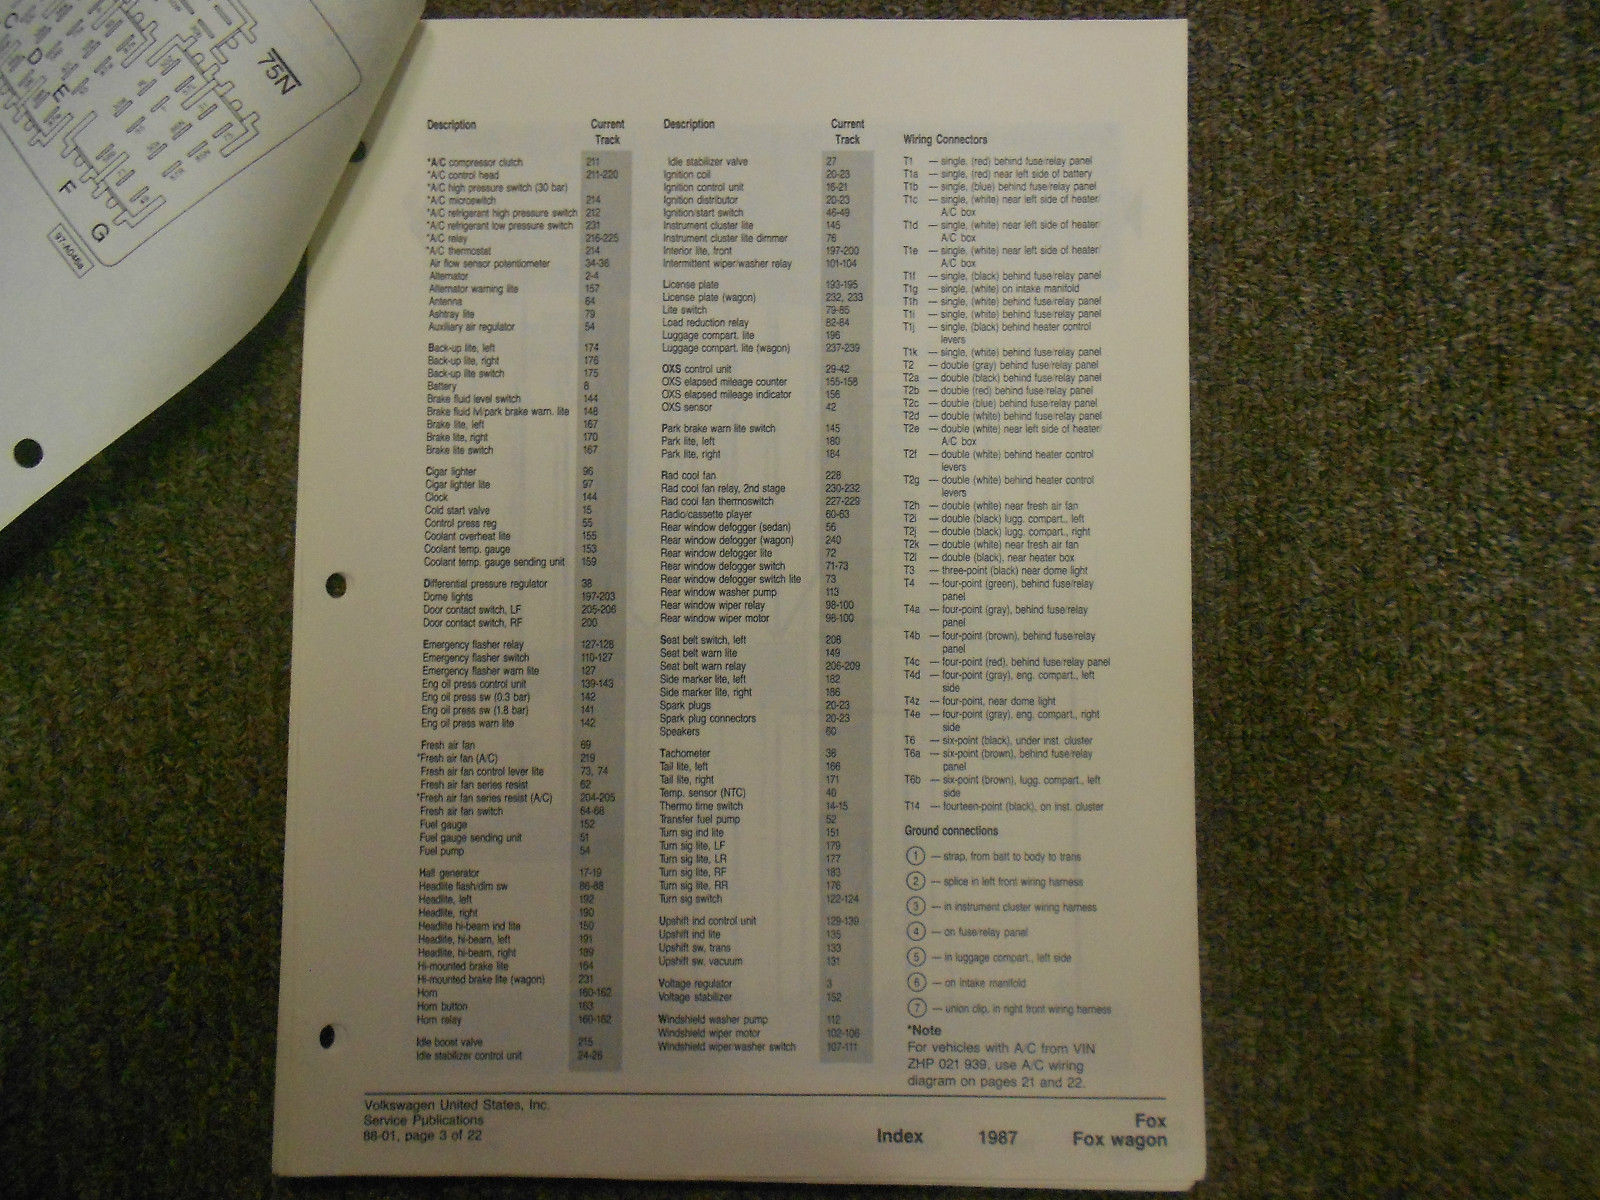 C
D
E
F
G
75N
97-A0464
Description Current Track
*A/C compressor clutch 211
*A/C control head 211-220
*A/C high pressure switch (30 bar)
*A/C microswitch 214
*A/C refrigerant high pressure switch 212
*A/C refrigerant low pressure switch 231
*A/C relay 216-225
*A/C thermostat 214
Air flow sensor potentiometer 34-36
Alternator 2-4
Alternator warning lite 157
Antenna 64
Ashtray lite 79
Auxiliary air regulator 54
Back-up lite, left 174
Back-up lite, right 176
Back-up lite switch 175
Battery 8
Brake fluid level switch 144
Brake fluid lvl/park brake warn. lite 148
Brake lite, left 167
Brake lite, right 170
Brake lite switch 167
Cigar lighter 96
Cigar lighter lite 97
Clock 144
Cold start valve 15
Control press reg 55
Coolant overheat lite 155
Coolant temp. gauge 153
Coolant temp. gauge sending unit 159
Differential pressure regulator 38
Dome lights 197-203
Door contact switch, LF 205-206
Door contact switch, RF 200
Emergency flasher relay 127-128
Emergency flasher switch 110-127
Emergency flasher warn lite 127
Eng oil press control unit 139-143
Eng oil press sw (0.3 bar) 142
Eng oil press sw (1.8 bar) 141
Eng oil press warn lite 142
Fresh air fan 69
*Fresh air fan (A/C) 219
Fresh air fan control lever lite 73, 74
Fresh air fan series resist 62
*Fresh air fan series resist (A/C) 204-205
Fresh air fan switch 64-68
Fuel gauge 152
Fuel gauge sending unit 51
Fuel pump 54
Hall generator 17-19
Headlite flash/dim sw 86-88
Headlite, left 192
Headlite, right 190
Headlite hi-beam ind lite 150
Headlite, hi-beam, left 191
Headlite, hi-beam, right 189
Hi-mounted brake lite 164
Hi-mounted brake lite (wagon) 231
Horn 160-162
Horn button 163
Horn relay 160-162
Idle boost valve 215
Idle stabilizer control unit 24-26
Description Current Track
Idle stabilizer valve 27
Ignition coil 20-23
Ignition control unit 16-21
Ignition distributor 20-23
Ignition/start switch 46-49
Instrument cluster lite 145
Instrument cluster lite dimmer 76
Interior lite, front 197-200
Intermittent wiper/washer relay 101-104
License plate 193-195
License plate (wagon) 232, 233
Lite switch 79-85
Load reduction relay 82-84
Luggage compart. lite 196
Luggage compart. lite (wagon) 237-239
OXS control unit 29-42
OXS elapsed mileage counter 155-158
OXS elapsed mileage indicator 156
OXS sensor 42
Park brake warn lite switch 145
Park lite, left 180
Park lite, right 184
Rad cool fan 228
Rad cool fan relay, 2nd stage 230-232
Rad cool fan thermoswitch 227-229
Radio/cassette player 60-63
Rear window defogger (sedan) 56
Rear window defogger (wagon) 240
Rear window defogger lite 72
Rear window defogger switch 71-73
Rear window defogger switch lite 73
Rear window washer pump 113
Rear window wiper relay 98-100
Rear window wiper motor 96-100
Seat belt switch, left 208
Seat belt warn lite 149
Seat belt warn relay 206-209
Side marker lite, left 182
Side marker lite, right 186
Spark plugs 20-23
Spark plug connectors 20-23
Speakers 60
Tachometer 36
Tail lite, left 166
Tail lite, right 171
Temp. sensor (NTC) 40
Thermo time switch 14-15
Transfer fuel pump 52
Turn sig ind lite 151
Turn sig lite, LF 179
Turn sig lite, LR 177
Turn sig lite, RF 183
Turn sig lite, RR 176
Turn sig switch 122-124
Upshift ind control unit 129-139
Upshift ind lite 135
Upshift sw, trans 133
Upshift sw, vacuum 131
Voltage regulator 3
Voltage stabilizer 152
Windshield washer pump 112
Windshield wiper motor 102-106
Windshield wiper/washer switch 107-111
Wiring Connectors
T1 — single, (red) behind fuse/relay panel
T1a — single, (red) near left side of battery
T1b — single, (blue) behind fuse/relay panel
T1c — single, (white) near left side of heater/
A/C box
T1d — single, (white) near left side of heater/
A/C box
T1e — single, (white) near left side of heater/
A/C box
T1f — single, (black) behind fuse/relay panel
T1g — single, (white) on intake manifold
T1h — single, (white) behind fuse/relay panel
T1i — single, (white) behind fuse/relay panel
T1j — single, (black) behind heater control
levers
T1k — single, (white) behind fuse/relay panel
T2 — double (gray) behind fuse/relay panel
T2a — double (black) behind fuse/relay panel
T2b — double (red) behind fuse/relay panel
T2c — double (blue) behind fuse/relay panel
T2d — double (white) behind fuse/relay panel
T2e — double (white) near left side of heater/
A/C box
T2f — double (white) behind heater control
levers
T2g — double (white) behind heater control
levers
T2h — double (white) near fresh air fan
T2i — double (black) lugg. compart., left
T2j — double (black) lugg. compart., right
T2k — double (white) near fresh air fan
T2l — double (black), near heater box
T3 — three-point (black) near dome light
T4 — four-point (green), behind fuse/relay
panel
T4a — four-point (gray), behind fuse/relay
panel
T4b — four-point (brown), behind fuse/relay
panel
T4c — four-point (red), behind fuse/relay panel
T4d — four-point (gray), eng. compart., left
side
T4z — four-point, near dome light
T4e — four-point (gray), eng. compart., right
side
T6 — six-point (black), under inst. cluster
T6a — six-point (brown), behind fuse/relay
panel
T6b — six-point (brown), lugg. compart., left
side
T14 — fourteen-point (black), on inst. cluster
Ground connections
1 — strap, from batt to body to trans
2 — splice in left front wiring harness
3 — in instrument cluster wiring harness
4 — on fuse/relay panel
5 — in luggage compart., left side
6 — on intake manifold
7 — union clip, in right front wiring harness
*Note
For vehicles with A/C from VIN
ZHP 021 939, use A/C wiring
diagram on pages 21 and 22.
Volkswagen United States, Inc.
Service Publications
88-01, page 3 of 22
Index 1987 Fox
Fox wagon